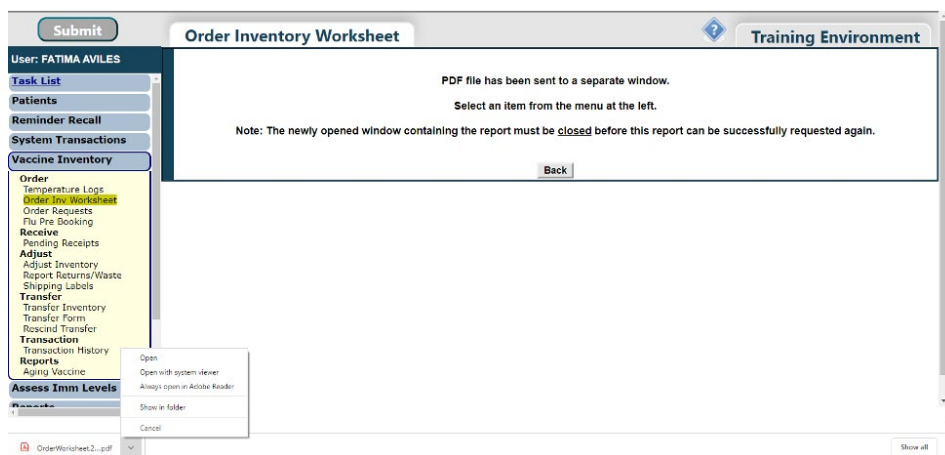 Submit
Order Inventory Worksheet
?
Training Environment
User: FATIMA AVILES
Task List
Patients
Reminder Recall
System Transactions
Vaccine Inventory
Order
Temperature Logs
Order Inv Worksheet
Order Requests
Flu Pre Booking
Receive
Pending Receipts
Adjust
Adjust Inventory
Report Returns/Waste
Shipping Labels
Transfer
Transfer Inventory
Transfer Form
Rescind Transfer
Transaction
Transaction History
Reports
Aging Vaccine
Assess Imm Levels
Reports
PDF file has been sent to a separate window.
Select an item from the menu at the left.
Note: The newly opened window containing the report must be closed before this report can be successfully requested again.
Back
Open
Open with system viewer
Always open in Adobe Reader
Show in folder
Cancel
OrderWorksheet.2....pdf
Show all